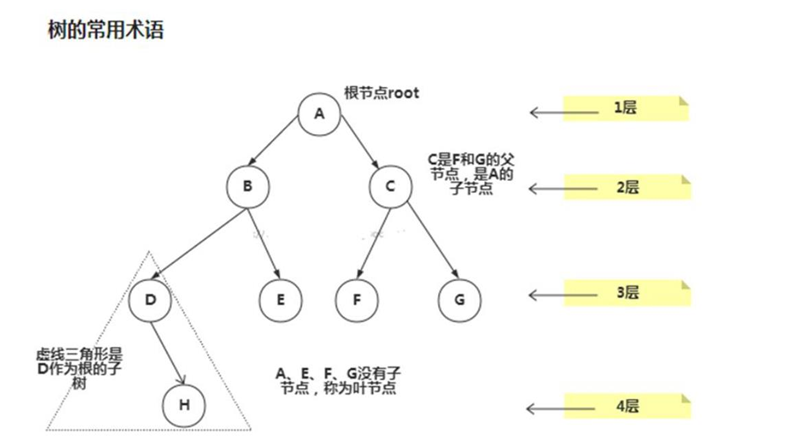 树的常用术语
根节点root
A
1层
C是F和G的父
节点，是A的
子节点
B
C
2层
D
E
F
G
3层
虚线三角形是
D作为根的子
树
A、E、F、G没有子
节点，称为叶节点
H
4层